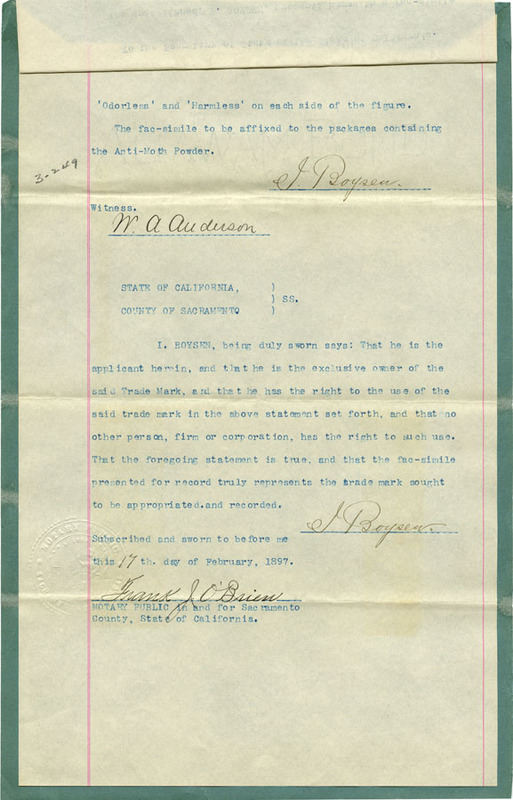 'Odorless' and 'Harmless' on each side of the figure.
The fac-simile to be affixed to the packages containing
the Anti-Moth Powder.
3-249
I. Boysen.
Witness.
W. A Anderson
STATE OF CALIFORNIA, )
) SS.
COUNTY OF SACRAMENTO )
I. BOYSEN, being duly sworn says: That he is the
applicant herein, and that he is the exclusive owner of the
said Trade Mark, and that he has the right to the use of the
said trade mark in the above statement set forth, and that no
other person, firm or corporation, has the right to such use.
That the foregoing statement is true, and that the fac-simile
presented for record truly represents the trade mark sought
to be appropriated.and recorded.
I Boysen.
Subscribed and sworn to before me
this 17 th. day of February, 1897.
Frank J. O'Brien
NOTARY PUBLIC in and for Sacramento
County, State of California.